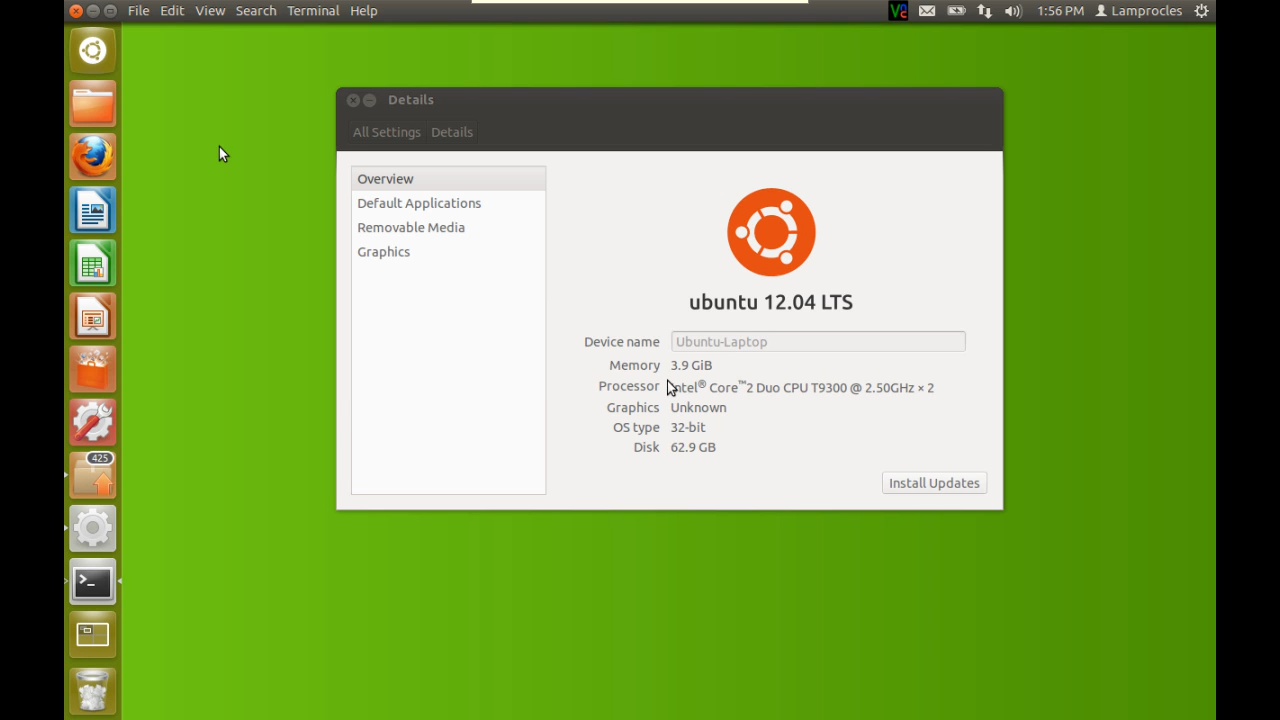 File Edit View Search Terminal Help 1:56 PM Lamprocles
Details
All Settings Details
Overview
Default Applications
Removable Media
Graphics
ubuntu 12.04 LTS
Device name Ubuntu-Laptop
Memory 3.9 GiB
Processor Intel® Core™2 Duo CPU T9300 @ 2.50GHz × 2
Graphics Unknown
OS type 32-bit
Disk 62.9 GB
Install Updates
425
>_